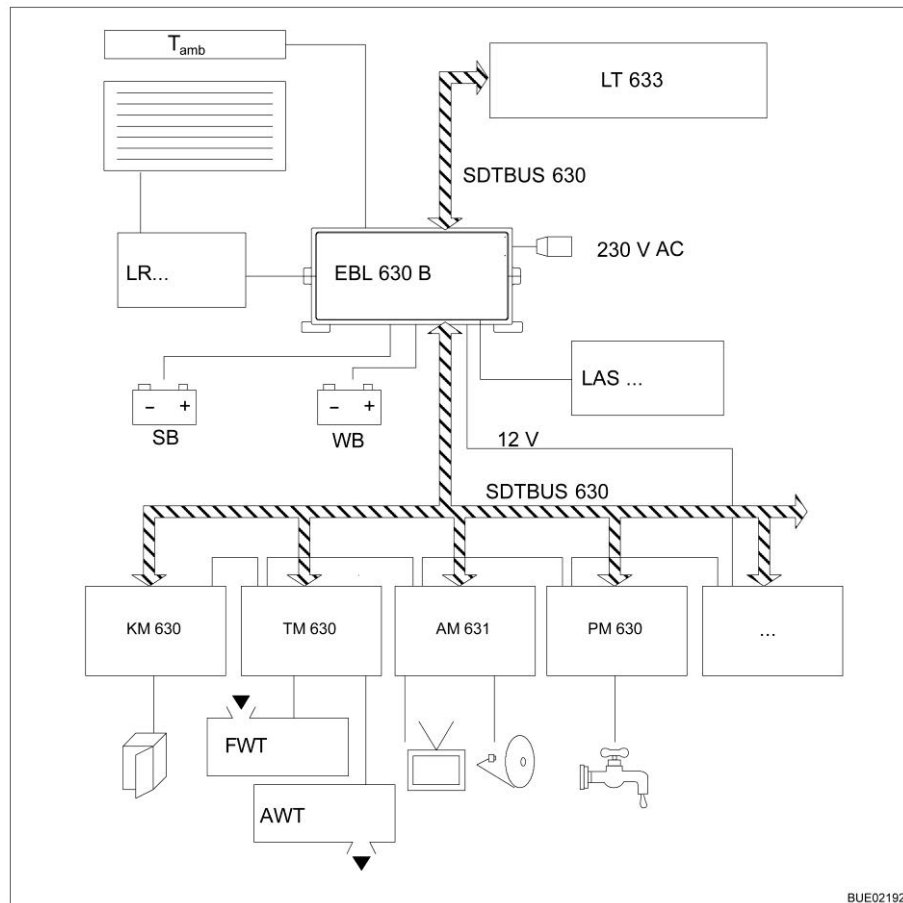 Tamb
LT 633
SDTBUS 630
230 V AC
LR...
EBL 630 B
LAS ...
– +
SB
– +
WB
12 V
SDTBUS 630
KM 630
TM 630
AM 631
PM 630
...
FWT
AWT
BUE02192